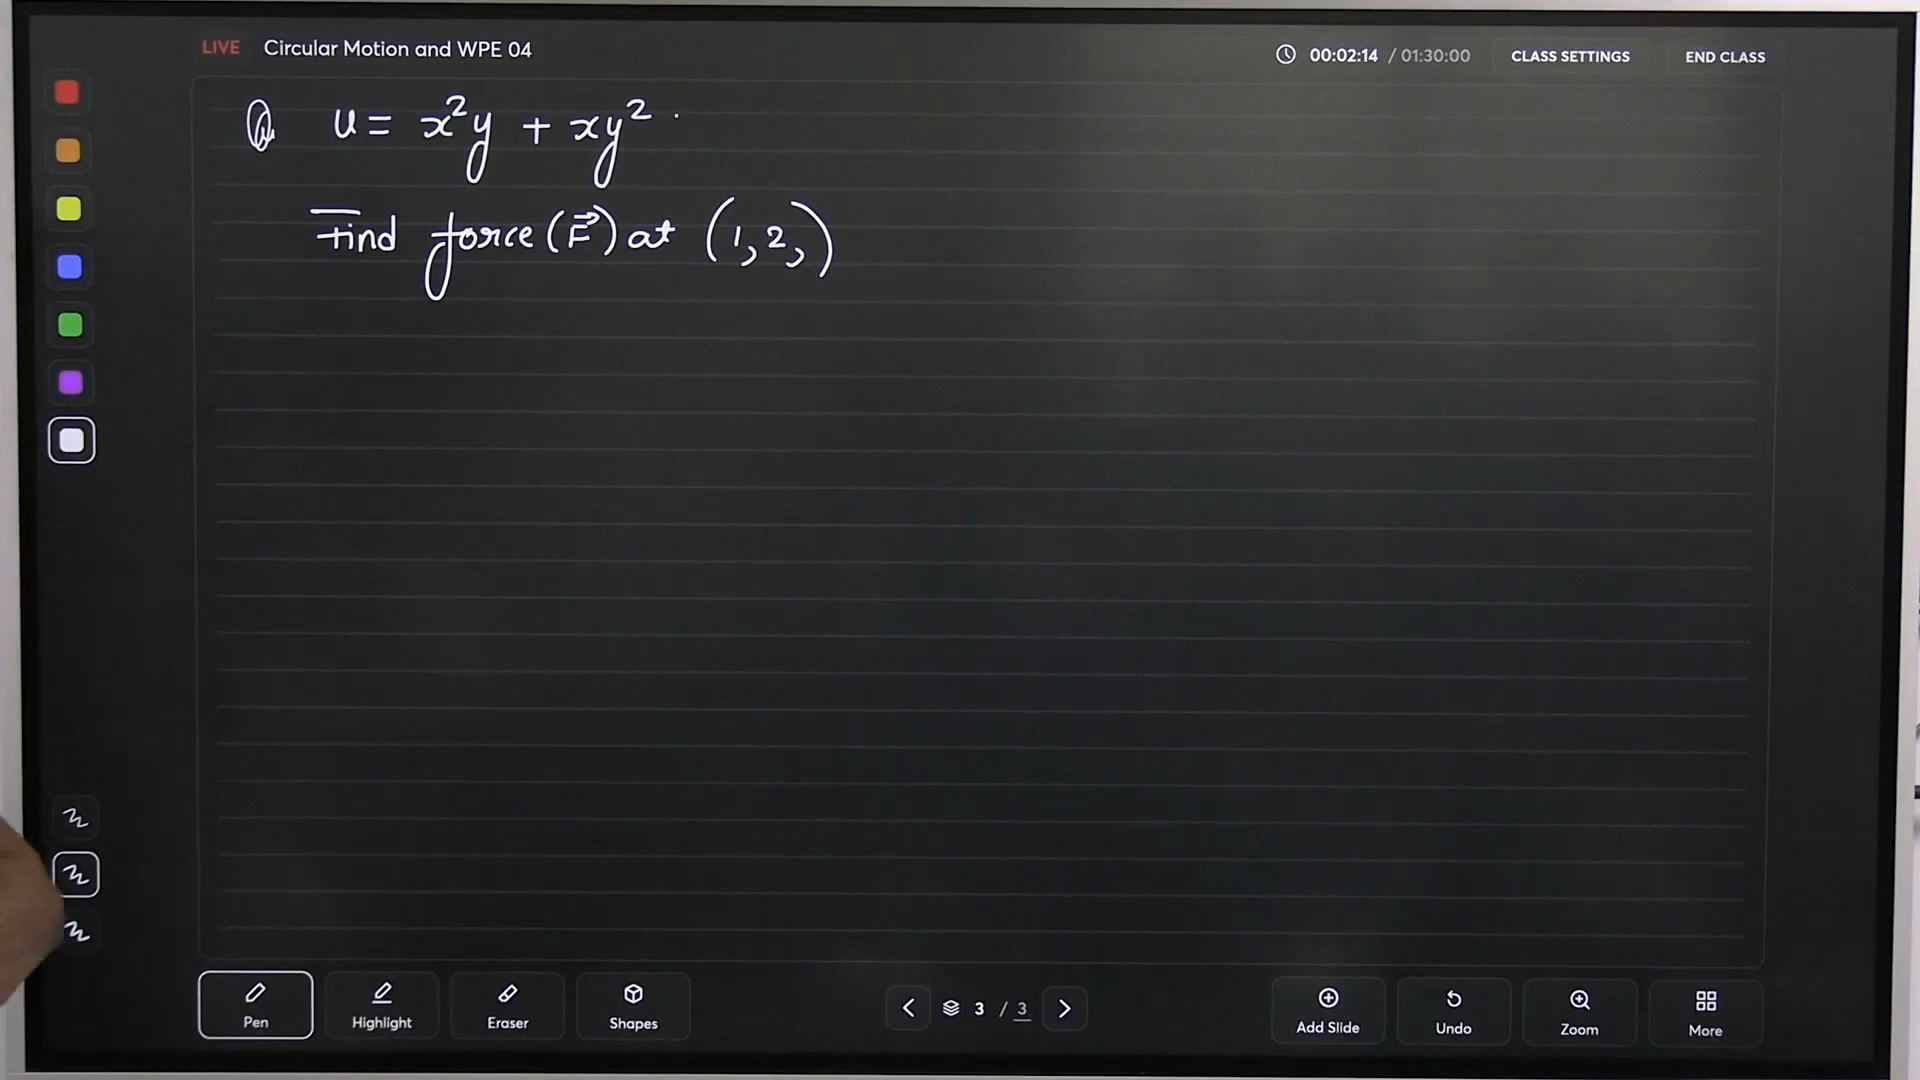 LIVE Circular Motion and WPE 04 00:02:14 / 01:30:00 CLASS SETTINGS END CLASS
Q u = x²y + xy²
Find force (F⃗) at (1, 2,)
Pen Highlight Eraser Shapes 3 / 3 Add Slide Undo Zoom More